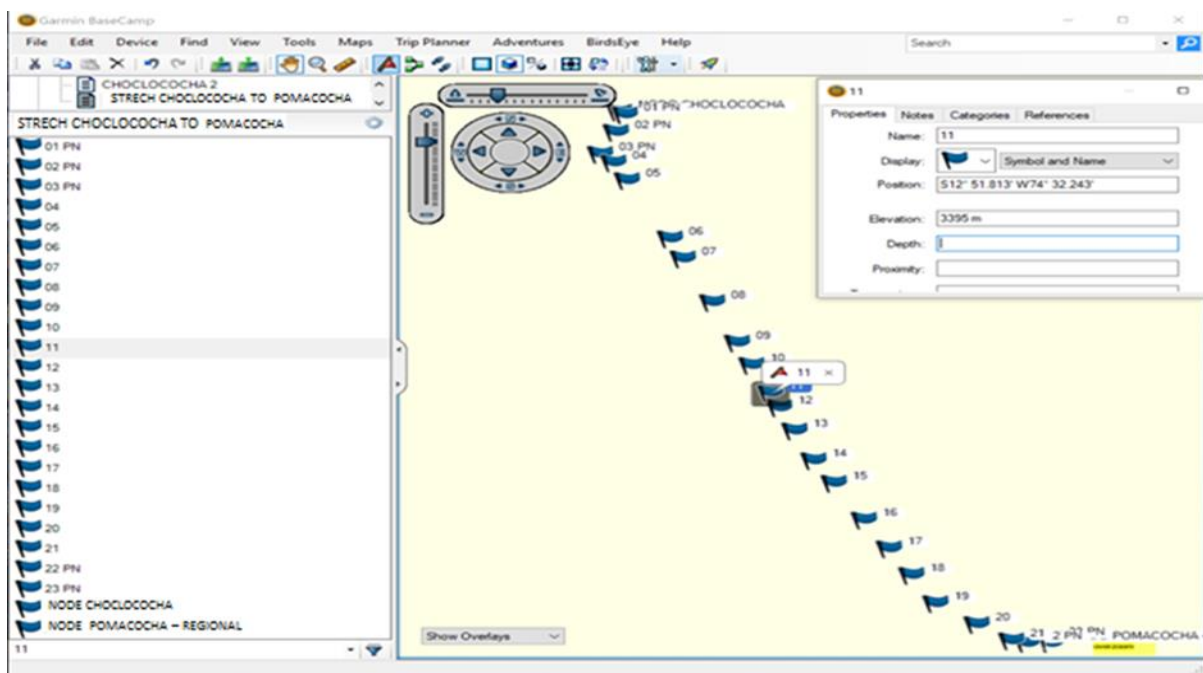 Garmin BaseCamp
File Edit Device Find View Tools Maps Trip Planner Adventures BirdsEye Help
Search
CHOCLOCOCHA 2
STRECH CHOCLOCOCHA TO POMACOCHA
STRECH CHOCLOCOCHA TO POMACOCHA
01 PN
02 PN
03 PN
04
05
06
07
08
09
10
11
12
13
14
15
16
17
18
19
20
21
22 PN
23 PN
NODE CHOCLOCOCHA
NODE POMACOCHA – REGIONAL
11
CHOCLOCOCHA
01 PN
02 PN
03 PN
04
05
06
07
08
09
10
11
12
13
14
15
16
17
18
19
20
21
2 PN
POMACOCHA
Show Overlays
11
Properties Notes Categories References
Name: 11
Display: Symbol and Name
Position: S12° 51.813' W74° 32.243'
Elevation: 3395 m
Depth:
Proximity: